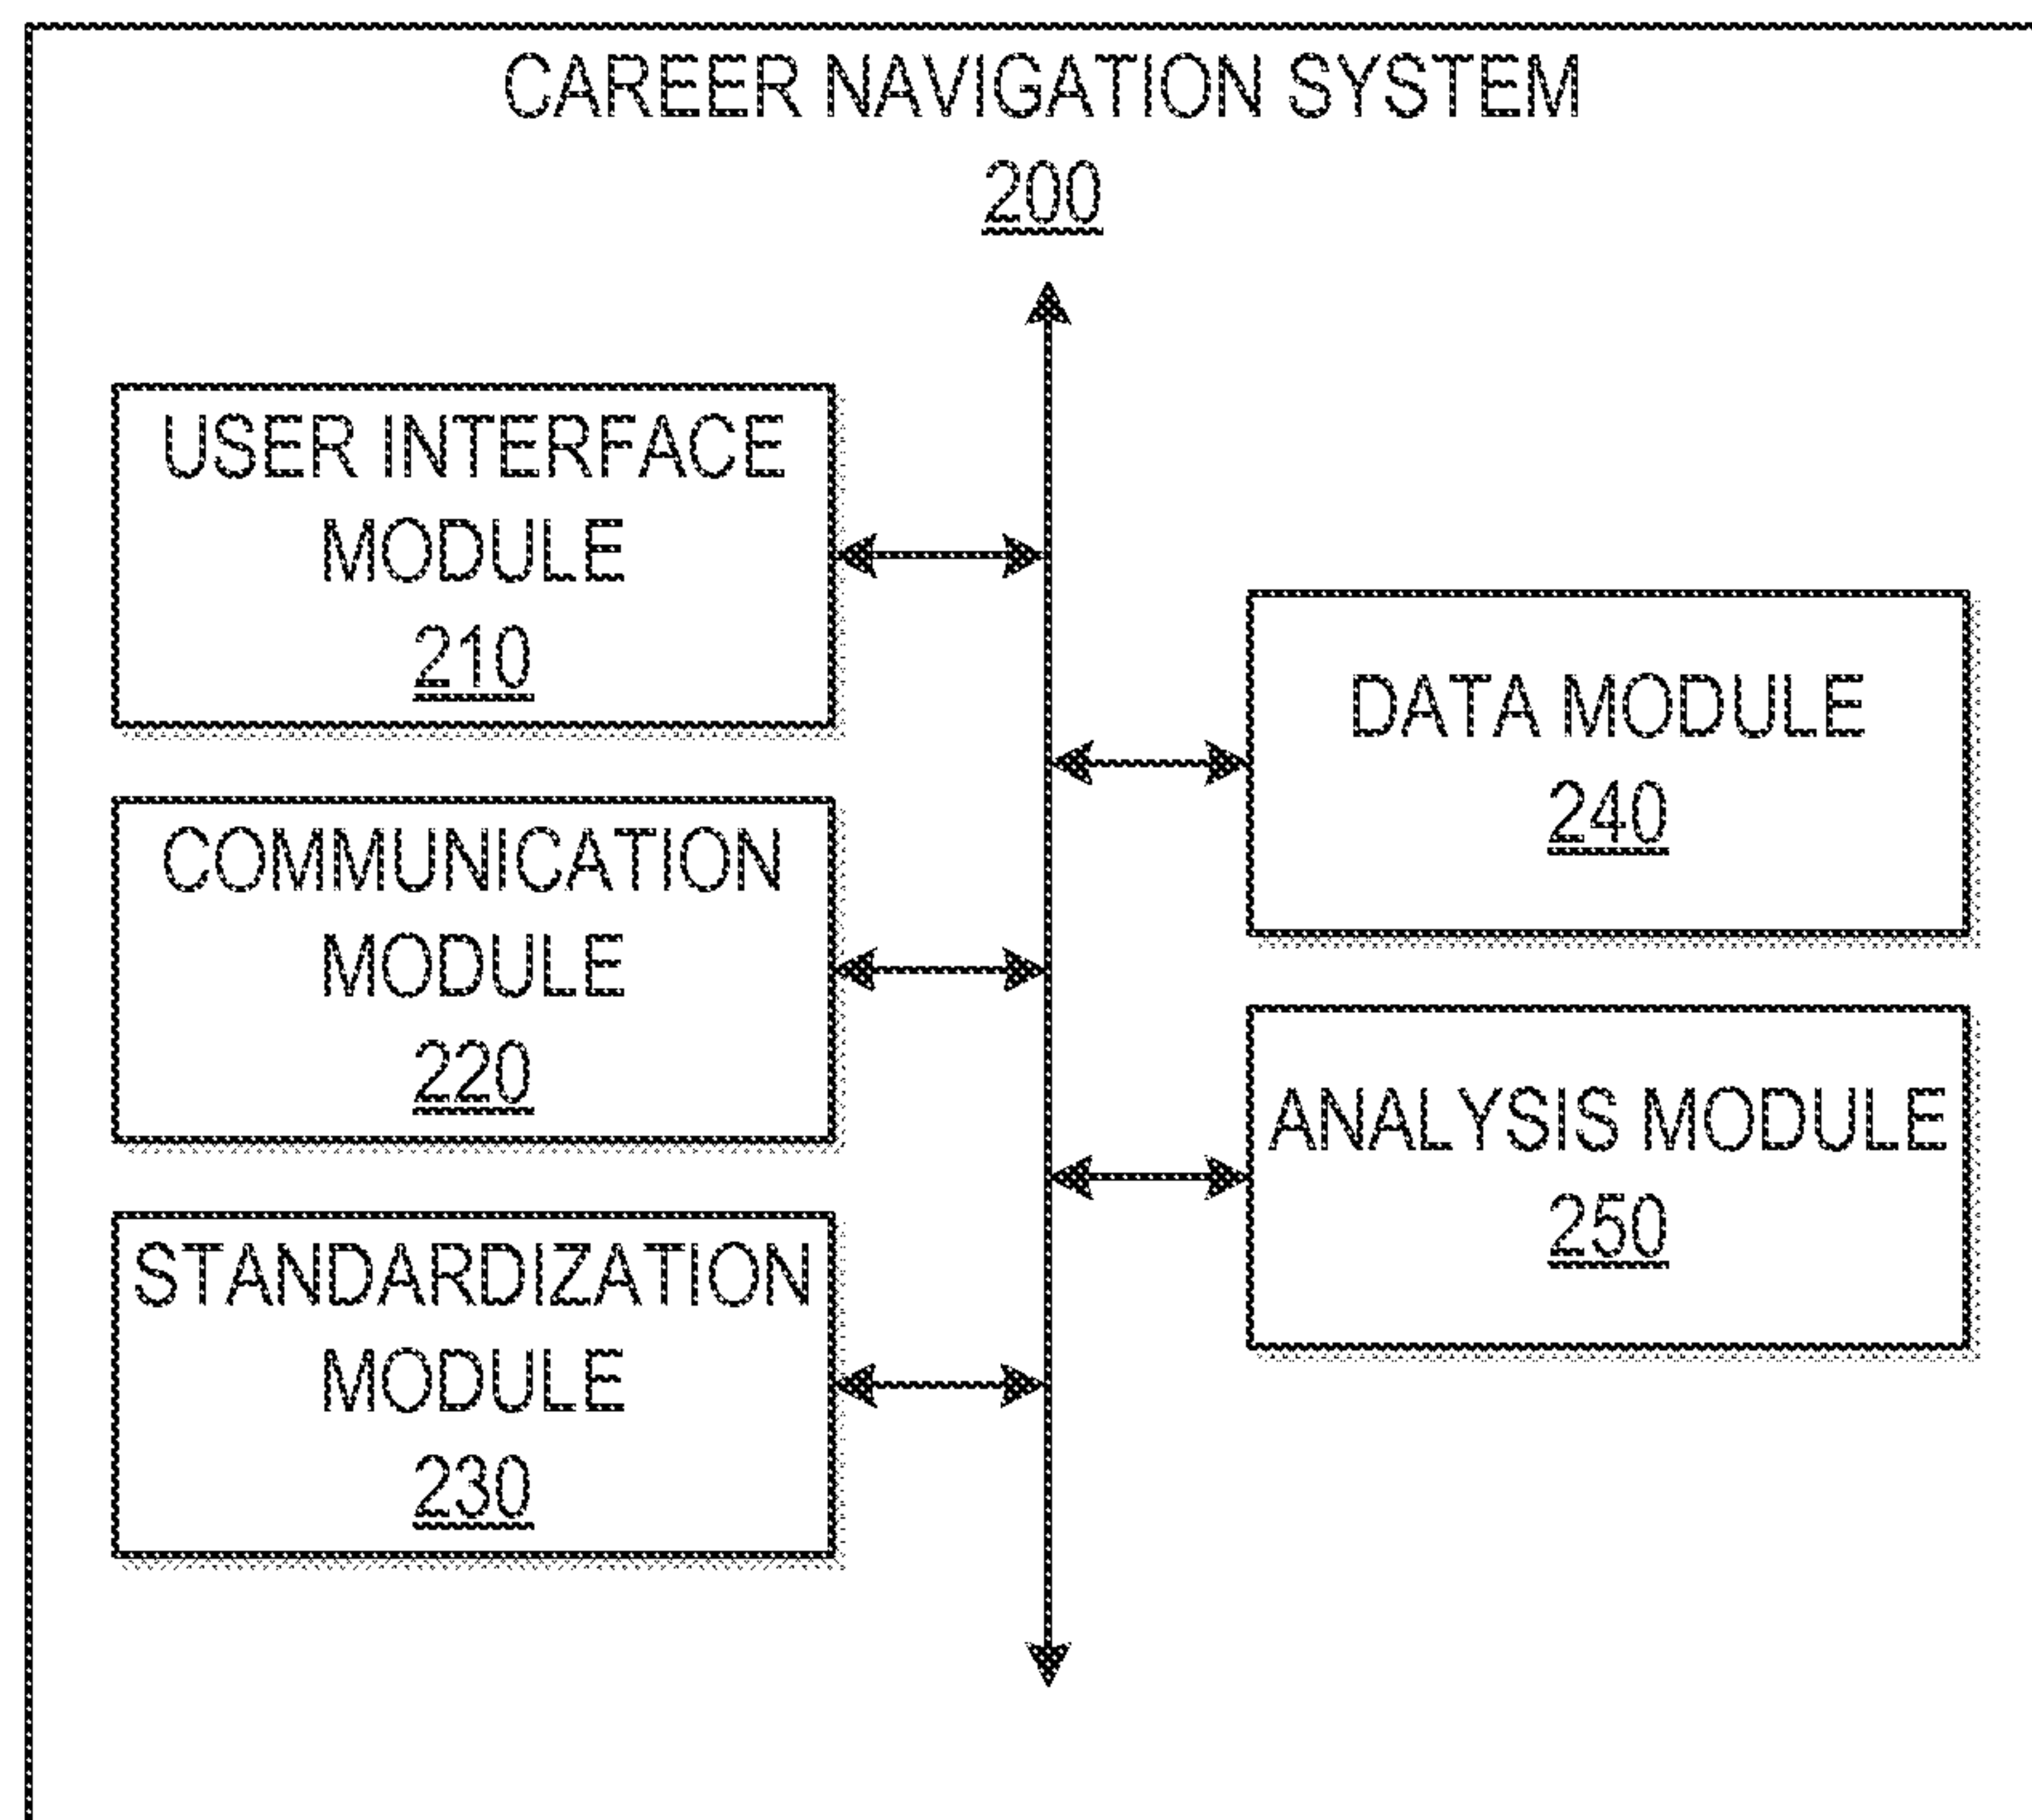 CAREER NAVIGATION SYSTEM
200
USER INTERFACE
MODULE
210
COMMUNICATION
MODULE
220
STANDARDIZATION
MODULE
230
DATA MODULE
240
ANALYSIS MODULE
250